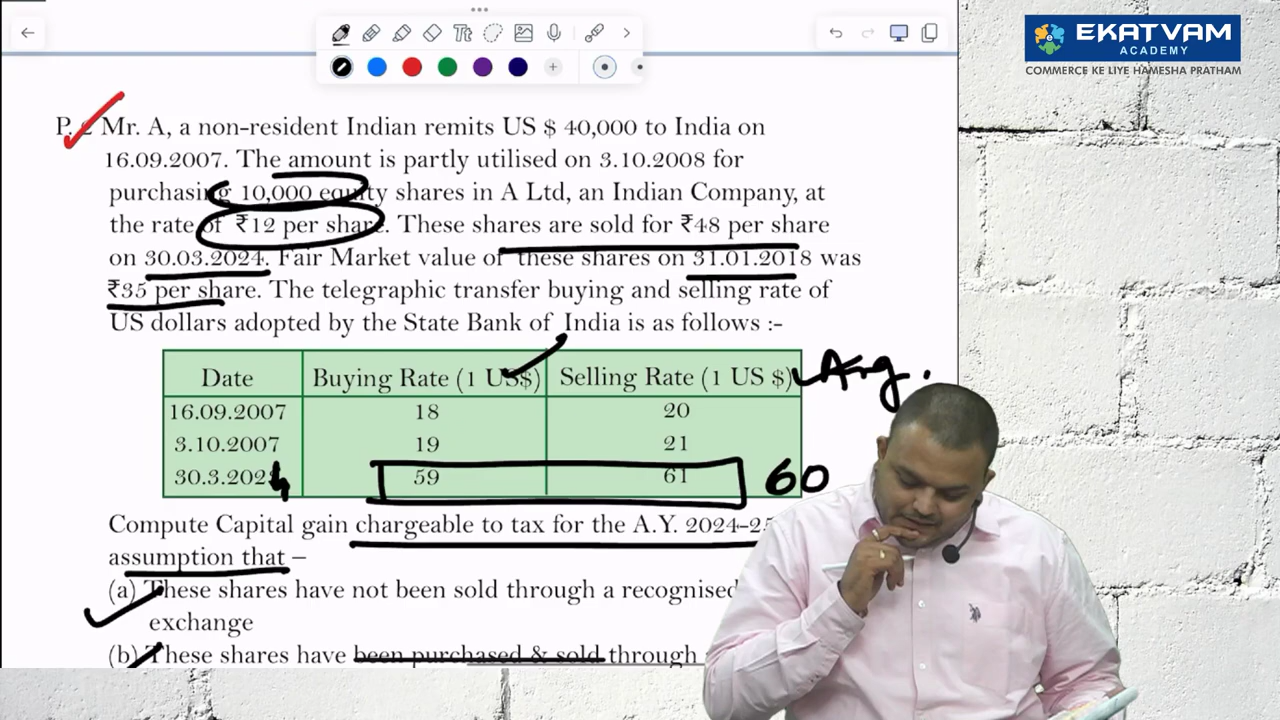 EKATVAM
ACADEMY
COMMERCE KE LIYE HAMESHA PRATHAM
Tt
P. 2 Mr. A, a non-resident Indian remits US $ 40,000 to India on
16.09.2007. The amount is partly utilised on 3.10.2008 for
purchasing 10,000 equity shares in A Ltd, an Indian Company, at
the rate of ₹12 per share. These shares are sold for ₹48 per share
on 30.03.2024. Fair Market value of these shares on 31.01.2018 was
₹35 per share. The telegraphic transfer buying and selling rate of
US dollars adopted by the State Bank of India is as follows :-
Date Buying Rate (1 US$) Selling Rate (1 US $) Avg.
16.09.2007 18 20
3.10.2007 19 21
30.3.2024 59 61 60
Compute Capital gain chargeable to tax for the A.Y. 2024-25
assumption that –
(a) These shares have not been sold through a recognised
exchange
(b) These shares have been purchased & sold through